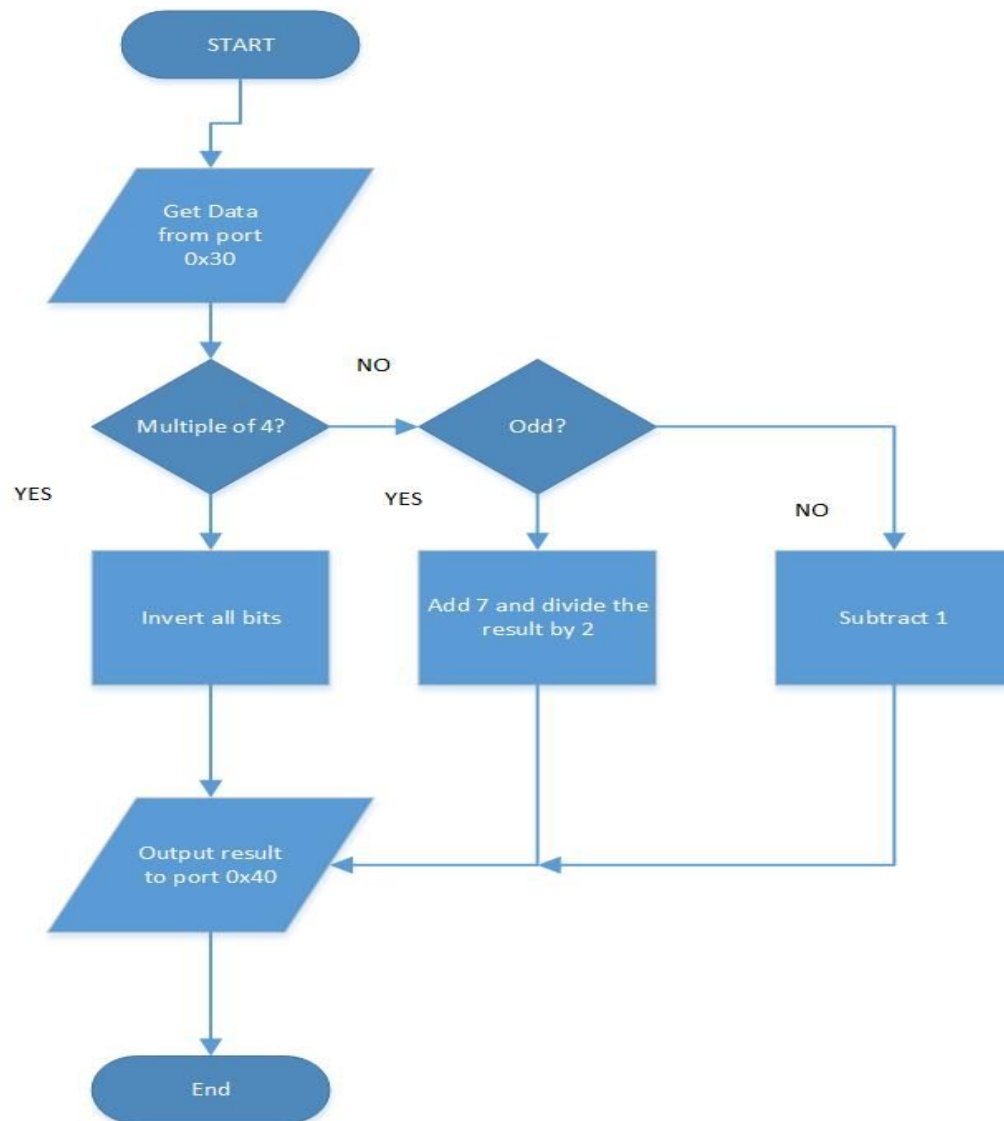 START
Get Data
from port
0x30
NO
Multiple of 4?
Odd?
YES
YES
NO
Invert all bits
Add 7 and divide the
result by 2
Subtract 1
Output result
to port 0x40
End